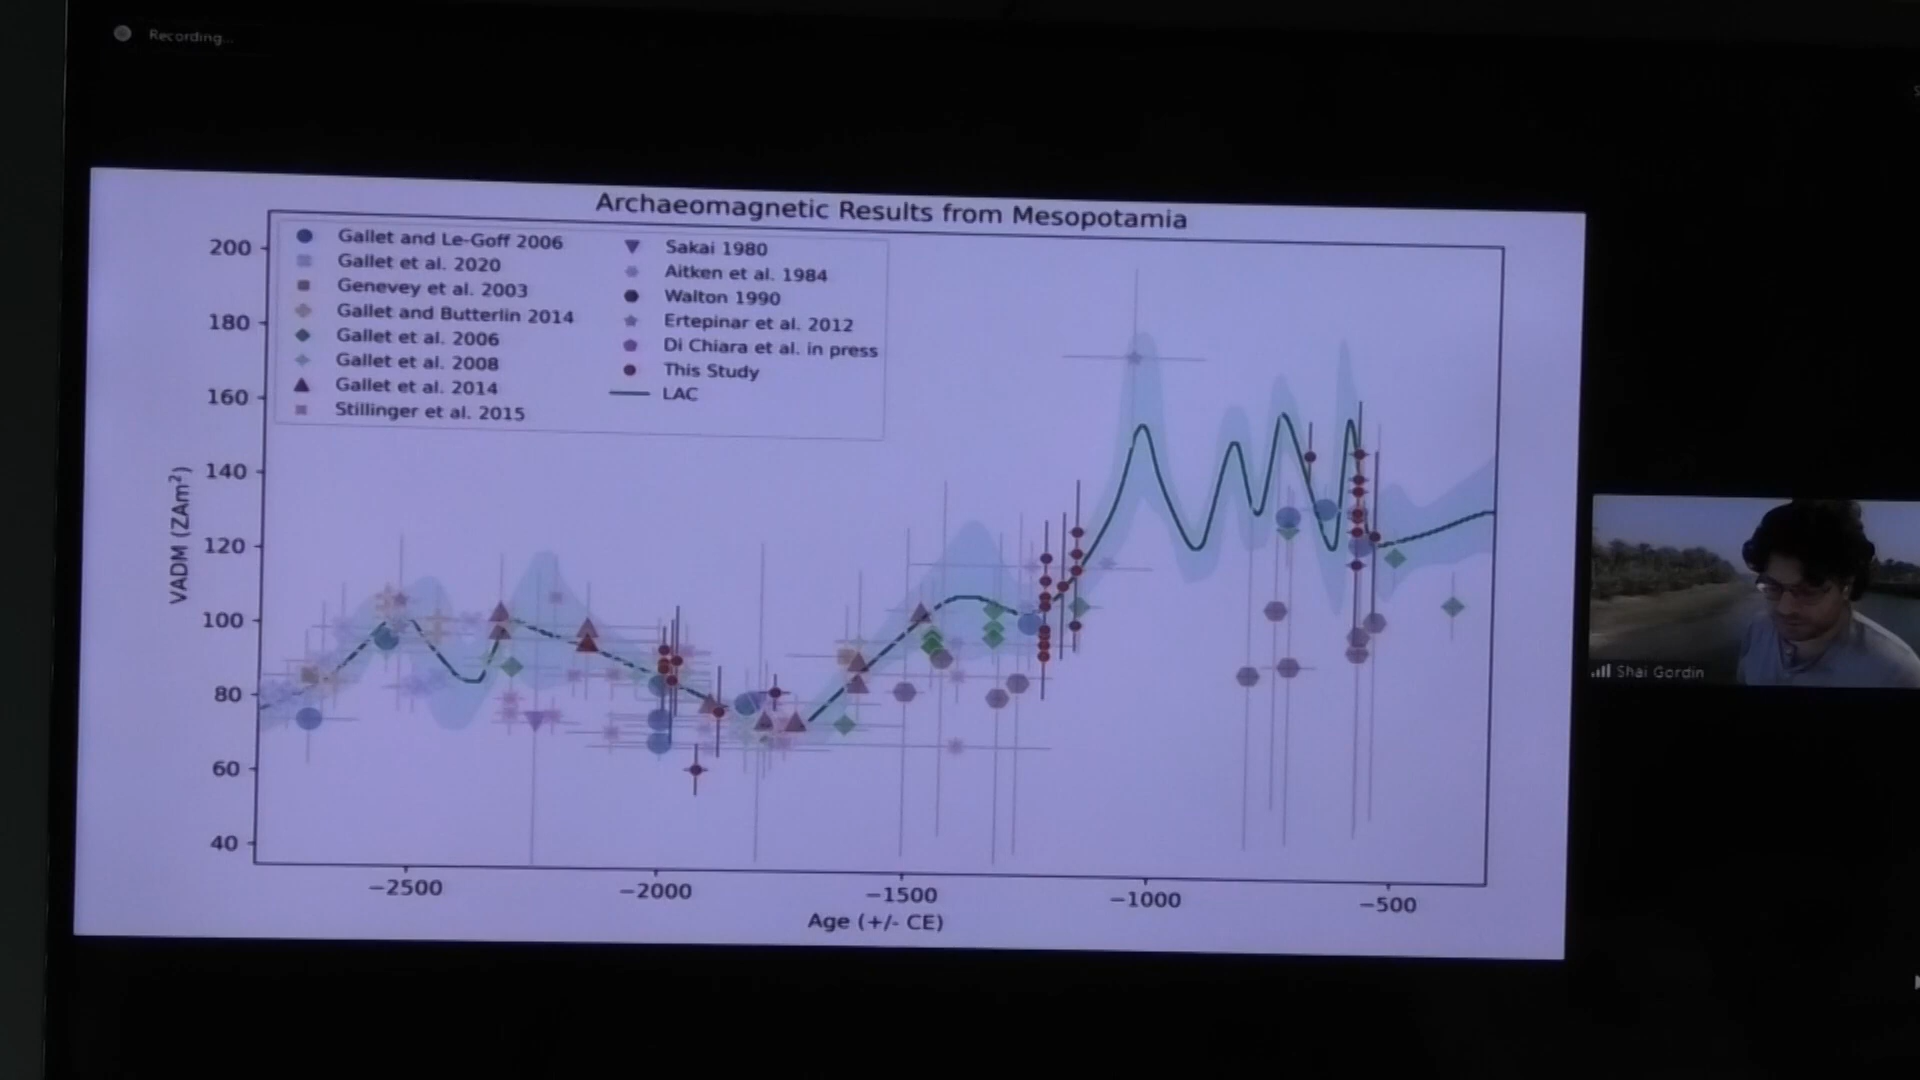 Recording...
Archaeomagnetic Results from Mesopotamia
Gallet and Le-Goff 2006
Gallet et al. 2020
Genevey et al. 2003
Gallet and Butterlin 2014
Gallet et al. 2006
Gallet et al. 2008
Gallet et al. 2014
Stillinger et al. 2015
Sakai 1980
Aitken et al. 1984
Walton 1990
Ertepinar et al. 2012
Di Chiara et al. in press
This Study
LAC
VADM (ZAm²)
200
180
160
140
120
100
80
60
40
−2500
−2000
−1500
−1000
−500
Age (+/- CE)
Shai Gordin